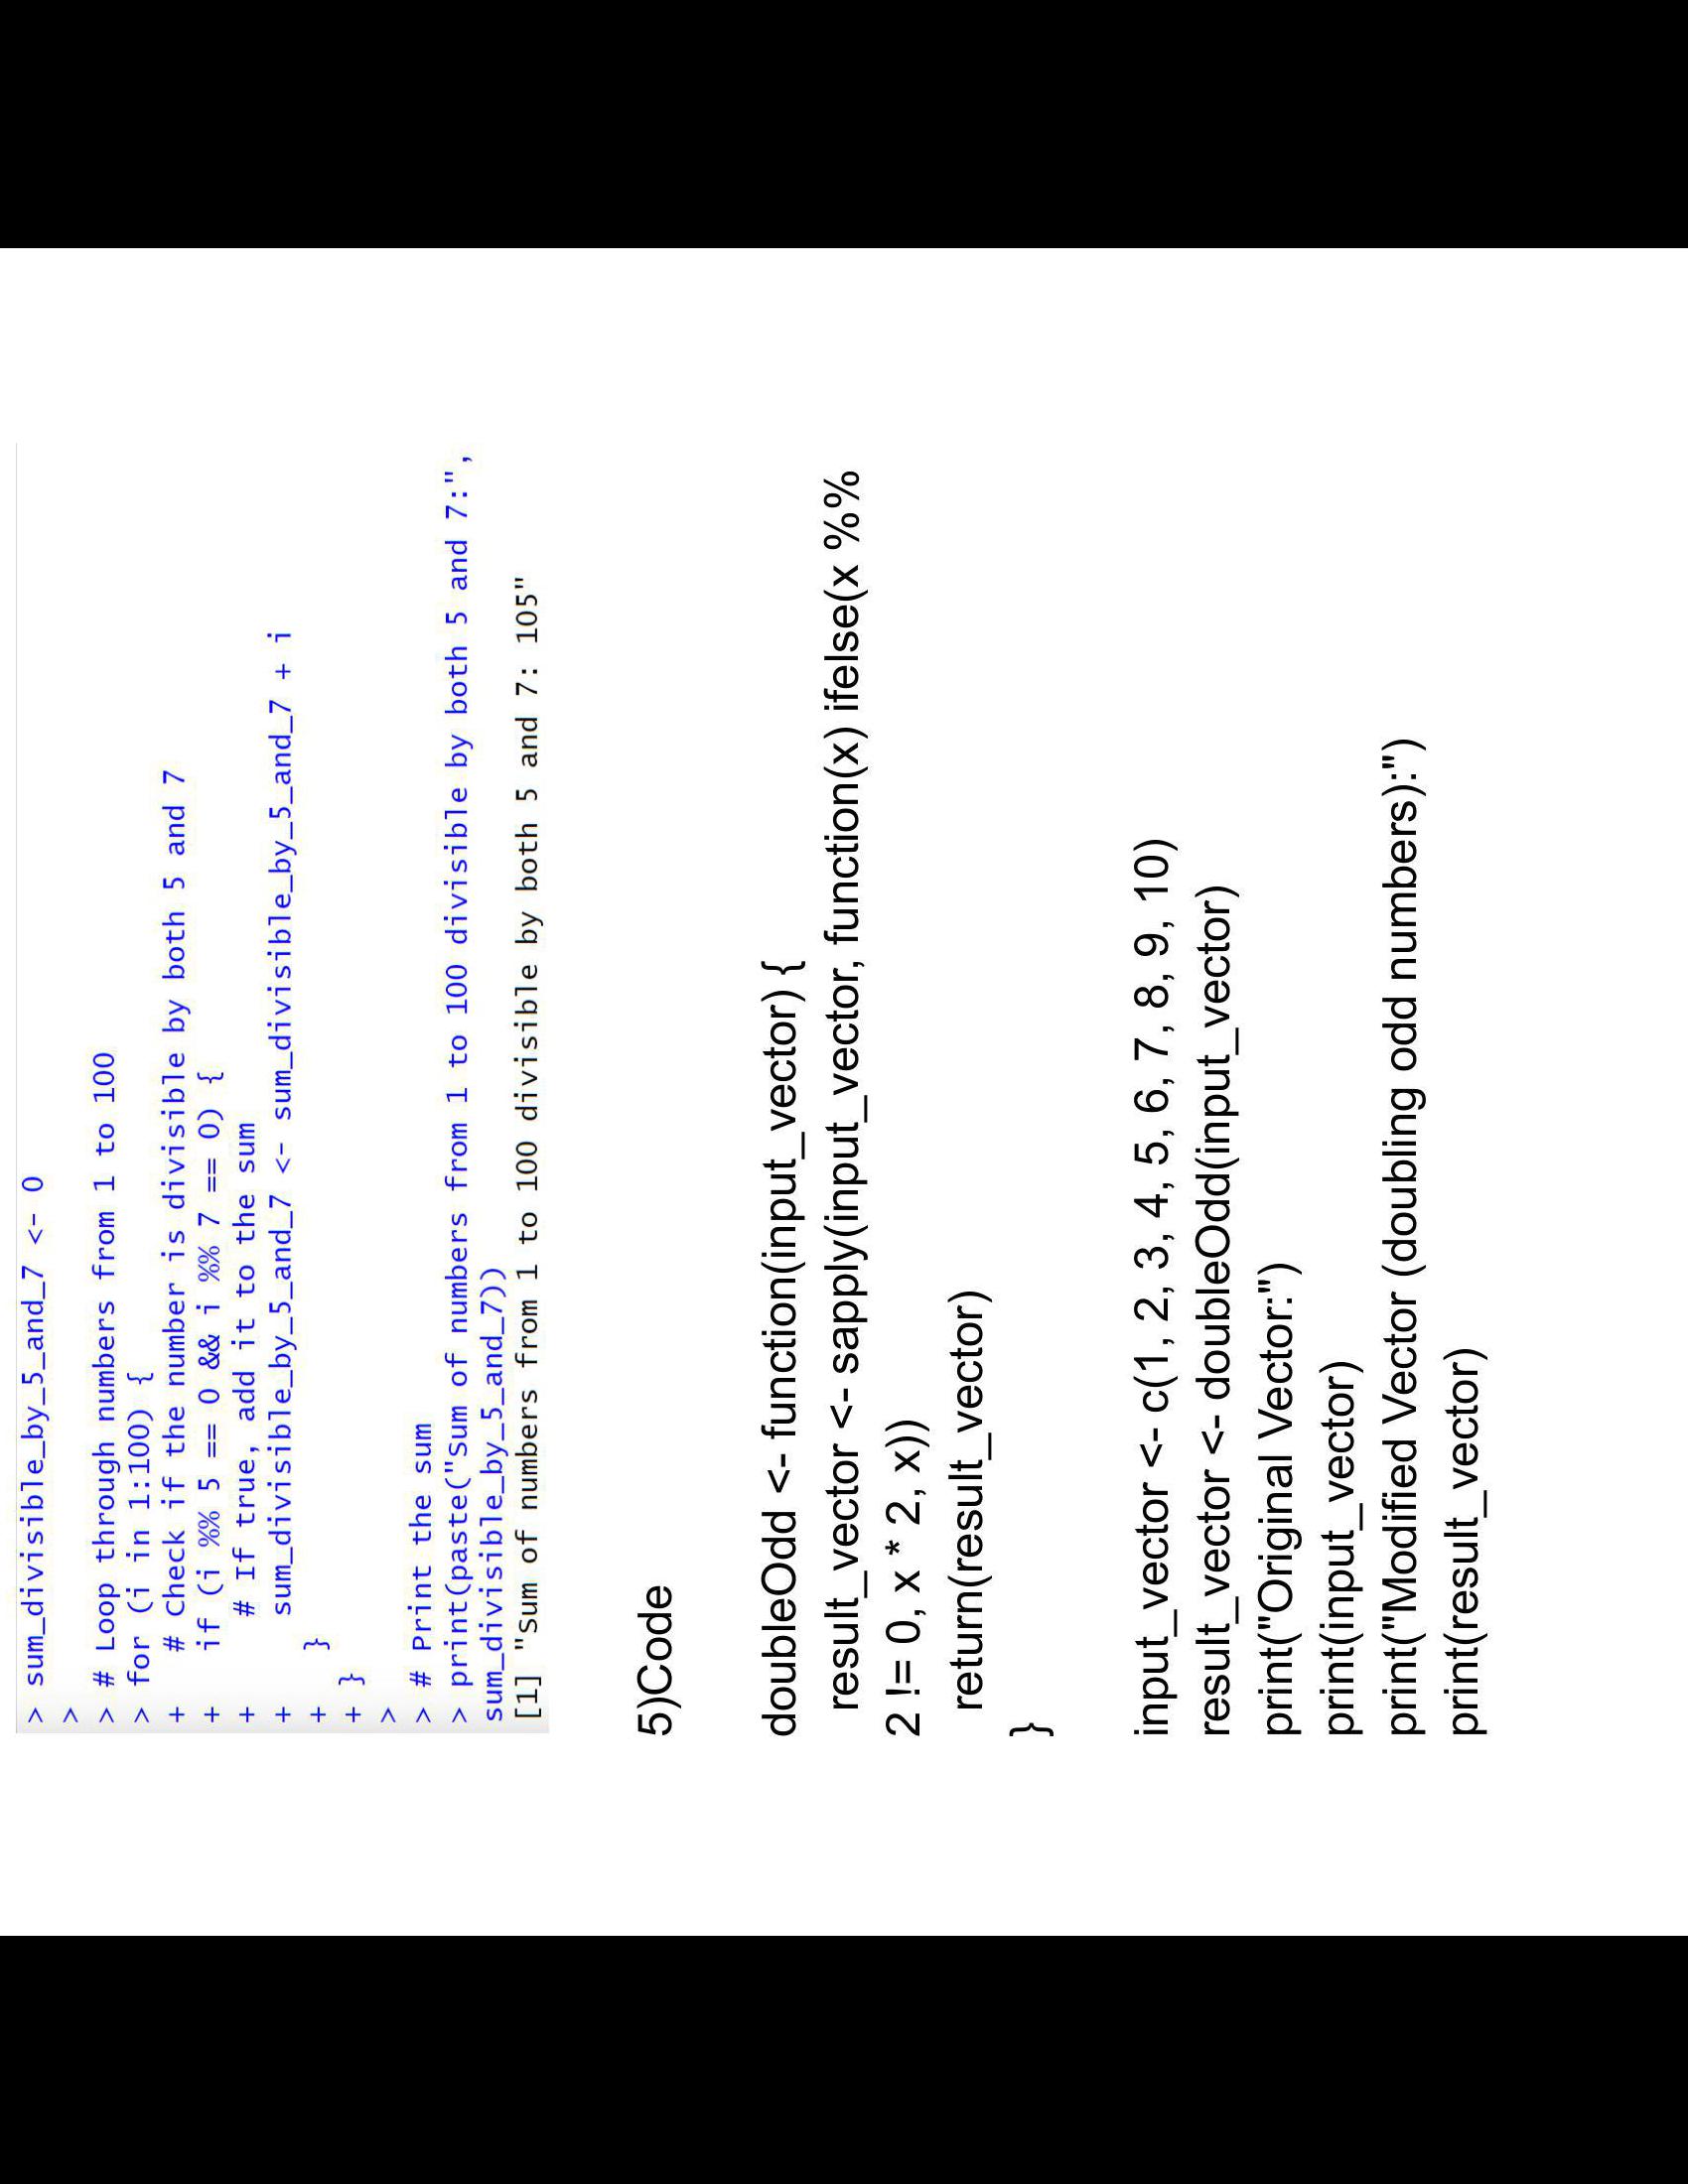 > sum_divisible_by_5_and_7 <- 0
>
> # Loop through numbers from 1 to 100
> for (i in 1:100) {
+   # Check if the number is divisible by both 5 and 7
+   if (i %% 5 == 0 && i %% 7 == 0) {
+     # If true, add it to the sum
+     sum_divisible_by_5_and_7 <- sum_divisible_by_5_and_7 + i
+   }
+ }
>
> # Print the sum
> print(paste("Sum of numbers from 1 to 100 divisible by both 5 and 7:",
sum_divisible_by_5_and_7))
[1] "Sum of numbers from 1 to 100 divisible by both 5 and 7: 105"
5)Code
doubleOdd <- function(input_vector) {
  result_vector <- sapply(input_vector, function(x) ifelse(x %%
2 != 0, x * 2, x))
  return(result_vector)
}
input_vector <- c(1, 2, 3, 4, 5, 6, 7, 8, 9, 10)
result_vector <- doubleOdd(input_vector)
print("Original Vector:")
print(input_vector)
print("Modified Vector (doubling odd numbers):")
print(result_vector)